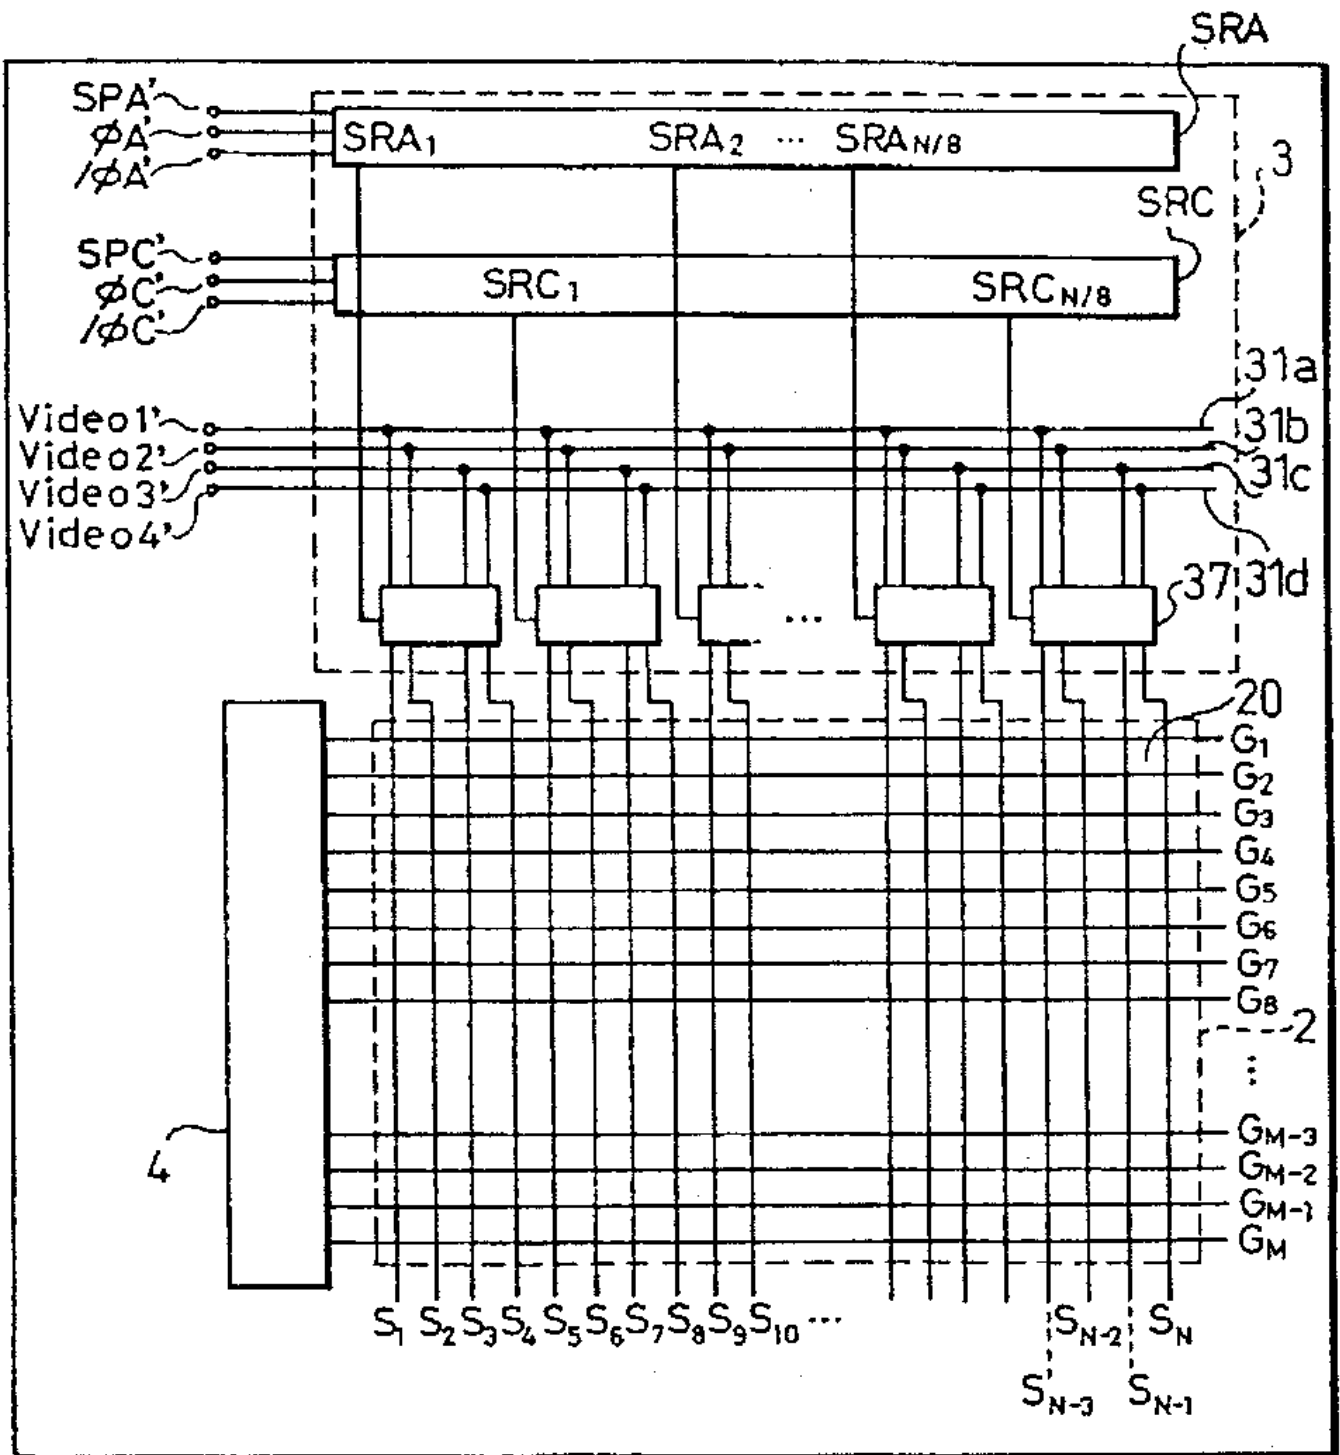 SRA
SPA'
φA'
/φA'
SRA1 SRA2 ... SRAN/8
3
SRC
SPC'
φC'
/φC'
SRC1 SRCN/8
31a
Video1'
31b
Video2'
31c
Video3'
Video4'
37
31d
...
20
G1
G2
G3
G4
G5
G6
G7
G8
2
...
GM-3
4
GM-2
GM-1
GM
S1 S2 S3 S4 S5 S6 S7 S8 S9 S10 ... SN-2 SN
SN-3 SN-1